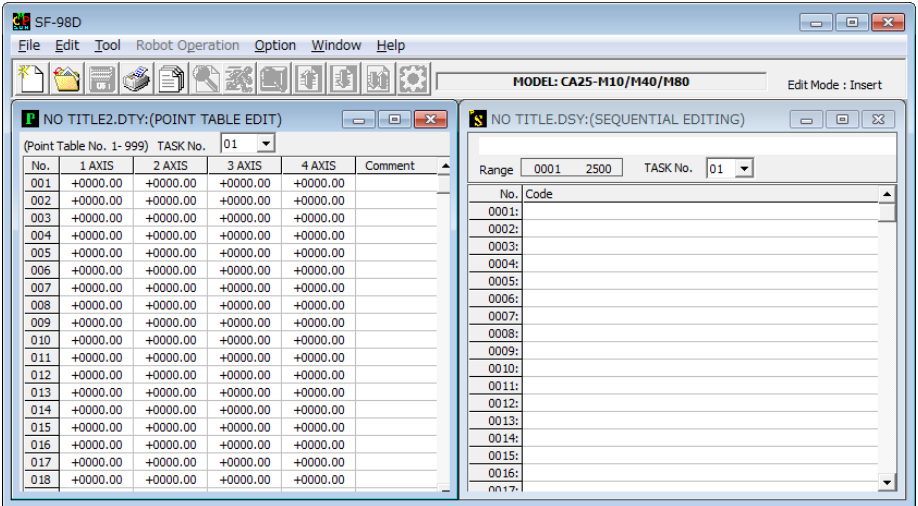 SF-98D
File Edit Tool Robot Operation Option Window Help
MODEL: CA25-M10/M40/M80
Edit Mode : Insert
NO TITLE2.DTY:(POINT TABLE EDIT)
(Point Table No. 1- 999) TASK No. 01
No. 1 AXIS 2 AXIS 3 AXIS 4 AXIS Comment
001 +0000.00 +0000.00 +0000.00 +0000.00
002 +0000.00 +0000.00 +0000.00 +0000.00
003 +0000.00 +0000.00 +0000.00 +0000.00
004 +0000.00 +0000.00 +0000.00 +0000.00
005 +0000.00 +0000.00 +0000.00 +0000.00
006 +0000.00 +0000.00 +0000.00 +0000.00
007 +0000.00 +0000.00 +0000.00 +0000.00
008 +0000.00 +0000.00 +0000.00 +0000.00
009 +0000.00 +0000.00 +0000.00 +0000.00
010 +0000.00 +0000.00 +0000.00 +0000.00
011 +0000.00 +0000.00 +0000.00 +0000.00
012 +0000.00 +0000.00 +0000.00 +0000.00
013 +0000.00 +0000.00 +0000.00 +0000.00
014 +0000.00 +0000.00 +0000.00 +0000.00
015 +0000.00 +0000.00 +0000.00 +0000.00
016 +0000.00 +0000.00 +0000.00 +0000.00
017 +0000.00 +0000.00 +0000.00 +0000.00
018 +0000.00 +0000.00 +0000.00 +0000.00
NO TITLE.DSY:(SEQUENTIAL EDITING)
Range 0001 2500 TASK No. 01
No. Code
0001:
0002:
0003:
0004:
0005:
0006:
0007:
0008:
0009:
0010:
0011:
0012:
0013:
0014:
0015:
0016:
0017: